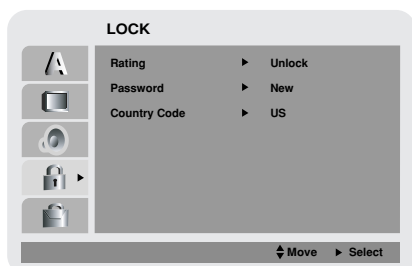 LOCK
Rating ► Unlock
Password ► New
Country Code ► US
Move ► Select